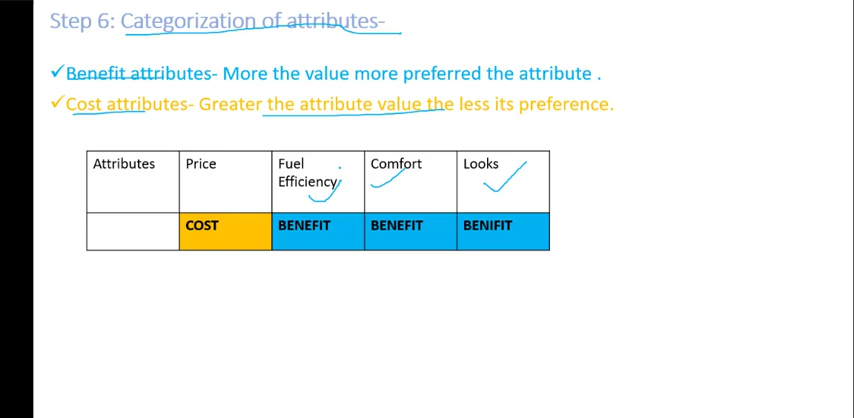 Step 6: Categorization of attributes-
✓Benefit attributes- More the value more preferred the attribute .
✓Cost attributes- Greater the attribute value the less its preference.
Attributes Price Fuel Efficiency Comfort Looks
COST BENEFIT BENEFIT BENIFIT